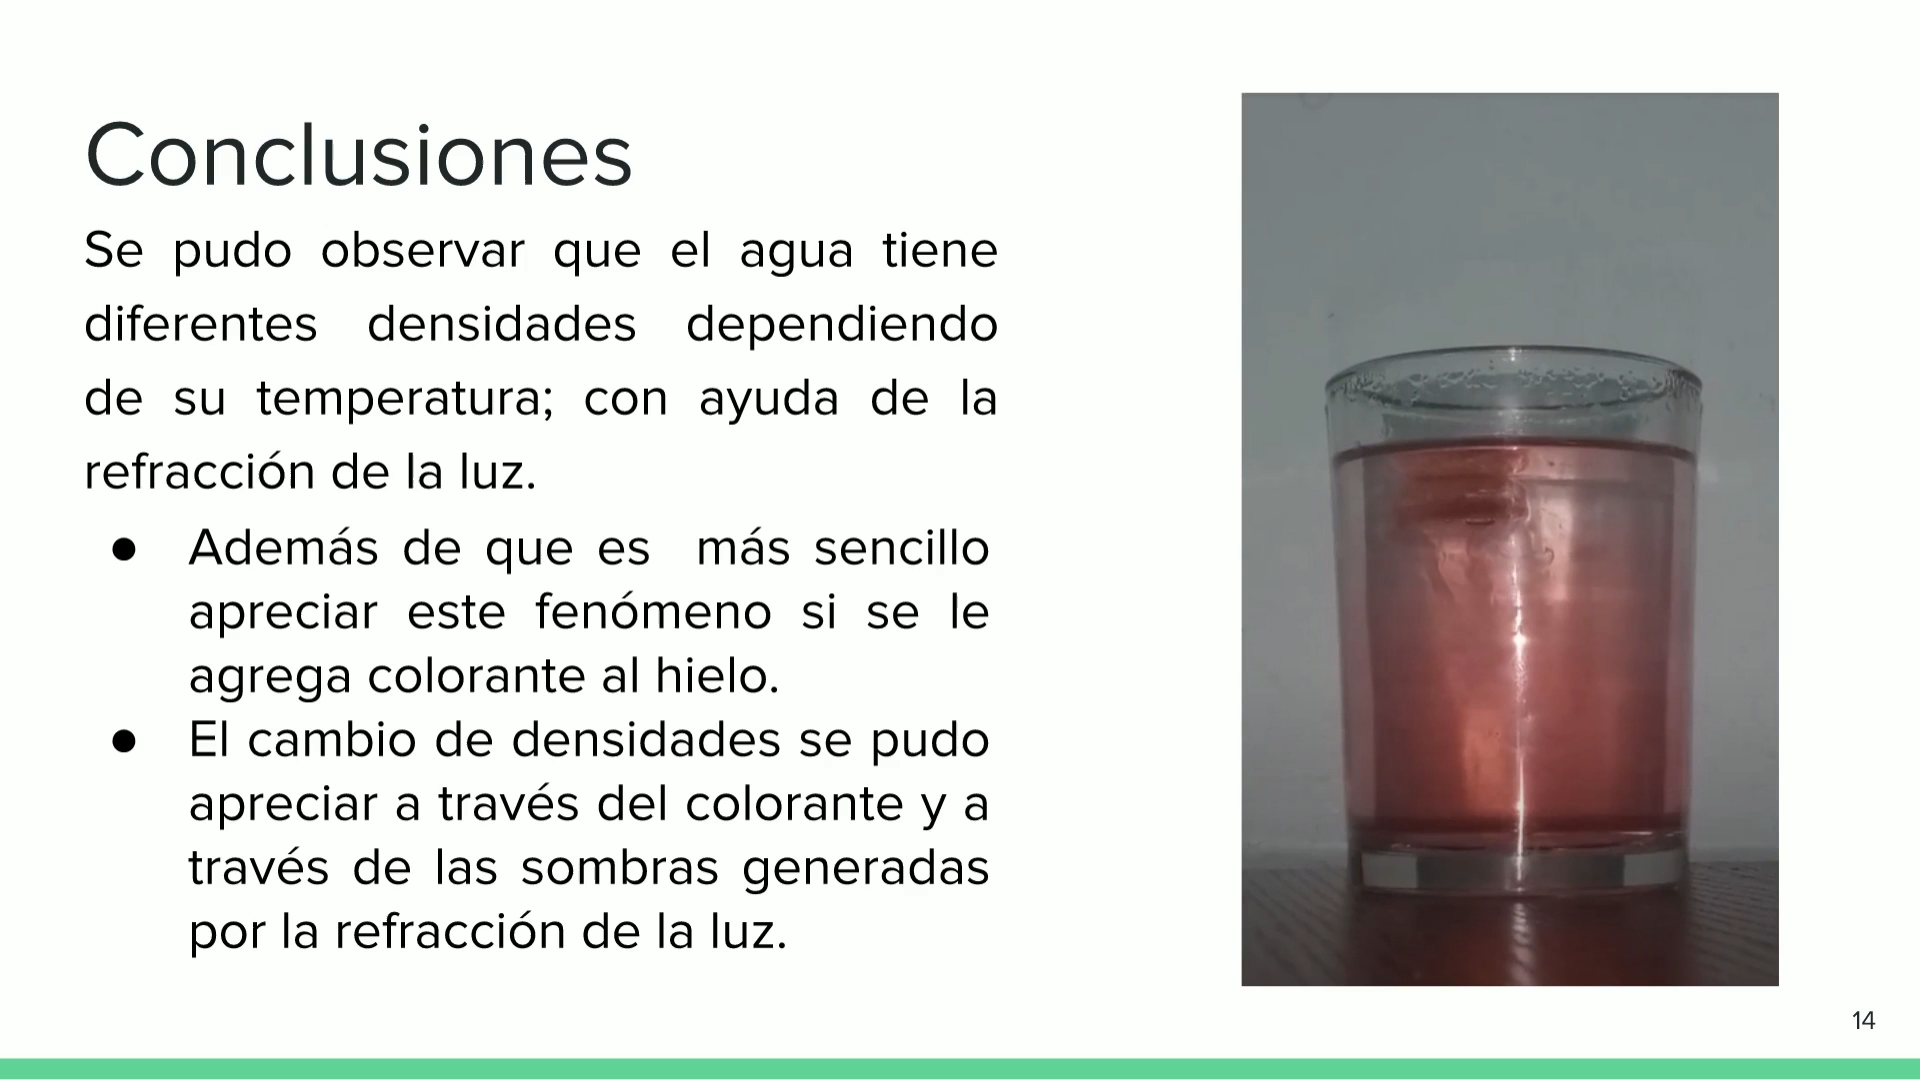 Conclusiones
Se pudo observar que el agua tiene
diferentes densidades dependiendo
de su temperatura; con ayuda de la
refracción de la luz.
● Además de que es más sencillo
apreciar este fenómeno si se le
agrega colorante al hielo.
● El cambio de densidades se pudo
apreciar a través del colorante y a
través de las sombras generadas
por la refracción de la luz.
14